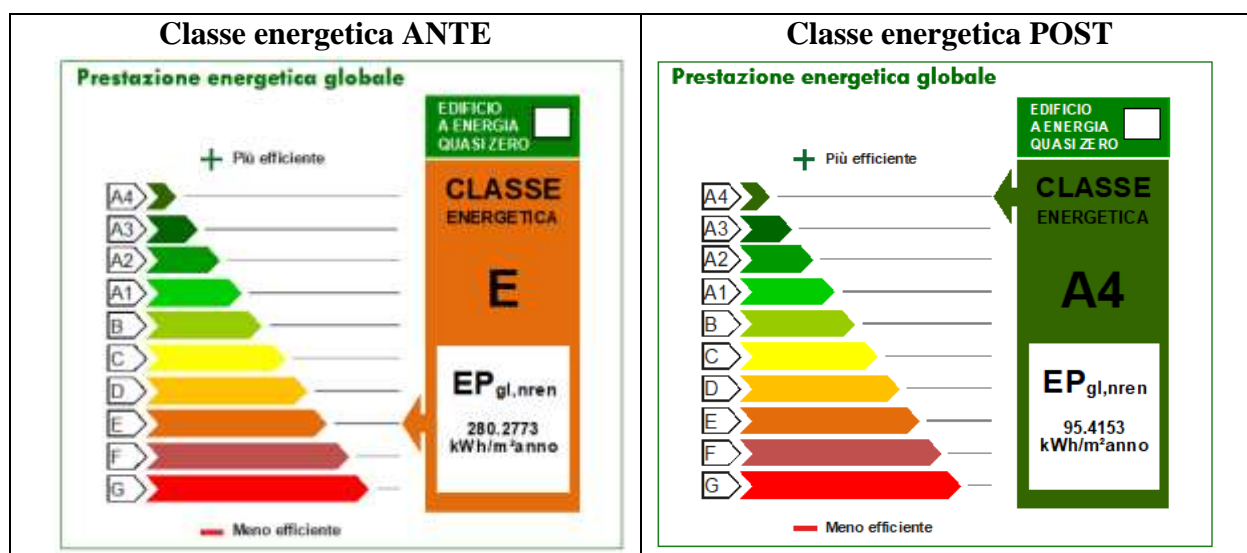 Classe energetica ANTE
Prestazione energetica globale
EDIFICIO
A ENERGIA
QUASI ZERO
+ Più efficiente
CLASSE
ENERGETICA
A4
A3
A2
A1
B
C
D
E
F
G
E
EPgl,nren
280.2773
kWh/m²anno
Meno efficiente
Classe energetica POST
Prestazione energetica globale
EDIFICIO
A ENERGIA
QUASI ZERO
+ Più efficiente
CLASSE
ENERGETICA
A4
A3
A2
A1
B
C
D
E
F
G
A4
EPgl,nren
95.4153
kWh/m²anno
Meno efficiente